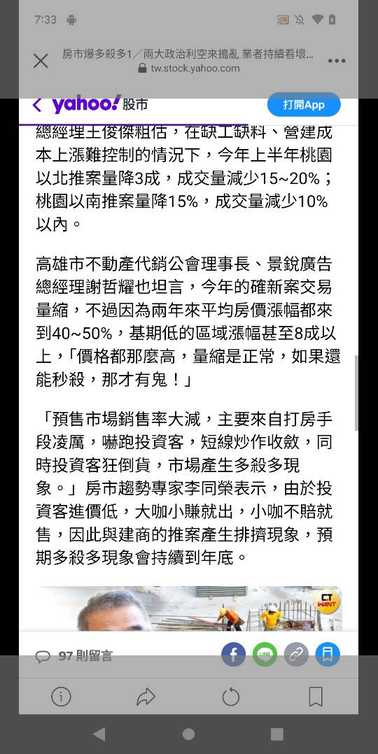 7:33
房市爆多殺多1／兩大政治利空來搗亂 業者持續看壞...
tw.stock.yahoo.com
yahoo! 股市
打開App
總經理王俊傑粗估，在缺工缺料、營建成
本上漲難控制的情況下，今年上半年桃園
以北推案量降3成，成交量減少15~20%；
桃園以南推案量降15%，成交量減少10%
以內。
高雄市不動產代銷公會理事長、景銳廣告
總經理謝哲耀也坦言，今年的確新案交易
量縮，不過因為兩年來平均房價漲幅都來
到40~50%，基期低的區域漲幅甚至8成以
上，「價格都那麼高，量縮是正常，如果還
能秒殺，那才有鬼！」
「預售市場銷售率大減，主要來自打房手
段凌厲，嚇跑投資客，短線炒作收斂，同
時投資客狂倒貨，市場產生多殺多現
象。」房市趨勢專家李同榮表示，由於投
資客進價低，大咖小賺就出，小咖不賠就
售，因此與建商的推案產生排擠現象，預
期多殺多現象會持續到年底。
CT
WANT
97 則留言
LINE